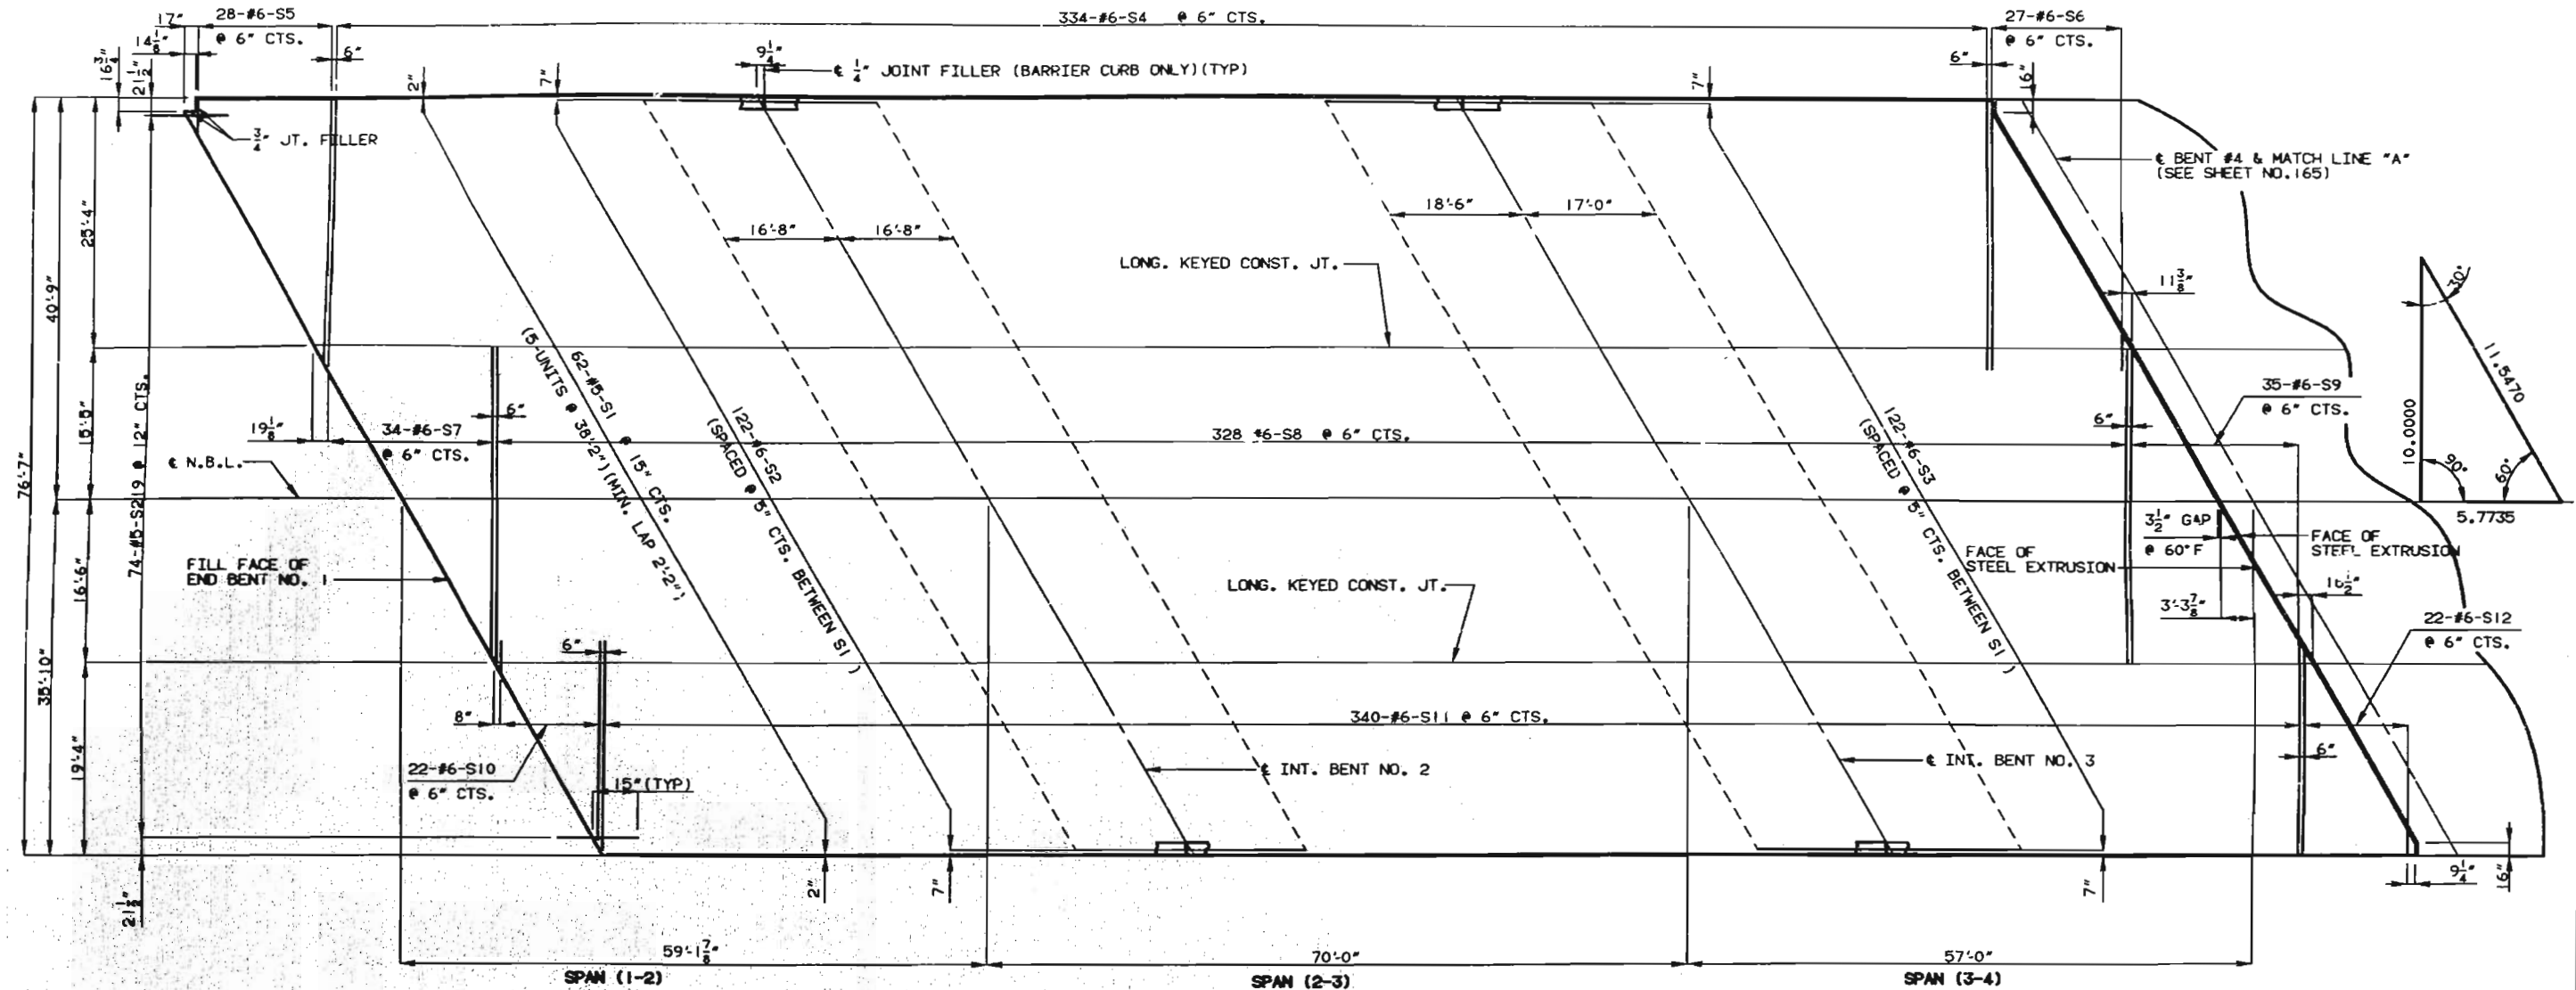 17"
28-#6-S5
@ 6" CTS.
334-#6-S4 @ 6" CTS.
27-#6-S6
@ 6" CTS.
14 1/8"
6"
9 1/4"
6"
16 3/4"
21 1/2"
2"
7"
℄ 1/4" JOINT FILLER (BARRIER CURB ONLY)(TYP)
7"
16"
3/4" JT. FILLER
℄ BENT #4 & MATCH LINE "A"
(SEE SHEET NO.165)
25'-4"
40'-9"
76'-7"
16'-8"
16'-8"
18'-6"
17'-0"
LONG. KEYED CONST. JT.
11 3/8"
30°
11.5470
10.0000
90°
60°
5.7735
15'-5"
74-#5-S219 @ 12" CTS.
19 1/8"
34-#6-S7
@ 6" CTS.
6"
62-#5-S1 @ 15" CTS.
(5-UNITS @ 38'-2")(MIN. LAP 2'-2")
122-#6-S2
(SPACED @ 5" CTS. BETWEEN S1 )
328 #6-S8 @ 6" CTS.
122-#6-S3
(SPACED @ 5" CTS. BETWEEN S1 )
6"
35-#6-S9
@ 6" CTS.
℄ N.B.L.
3 1/2" GAP
@ 60°F
FACE OF
STEEL EXTRUSION
FACE OF
STEEL EXTRUSION
16'-6"
35'-10"
FILL FACE OF
END BENT NO. 1
LONG. KEYED CONST. JT.
16 1/2"
3'-3 7/8"
22-#6-S12
@ 6" CTS.
6"
19'-4"
8"
340-#6-S11 @ 6" CTS.
6"
22-#6-S10
@ 6" CTS.
15"(TYP)
℄ INT. BENT NO. 2
℄ INT. BENT NO. 3
21 1/2"
2"
7"
7"
9 1/4"
16"
59'-1 7/8"
SPAN (1-2)
70'-0"
SPAN (2-3)
57'-0"
SPAN (3-4)